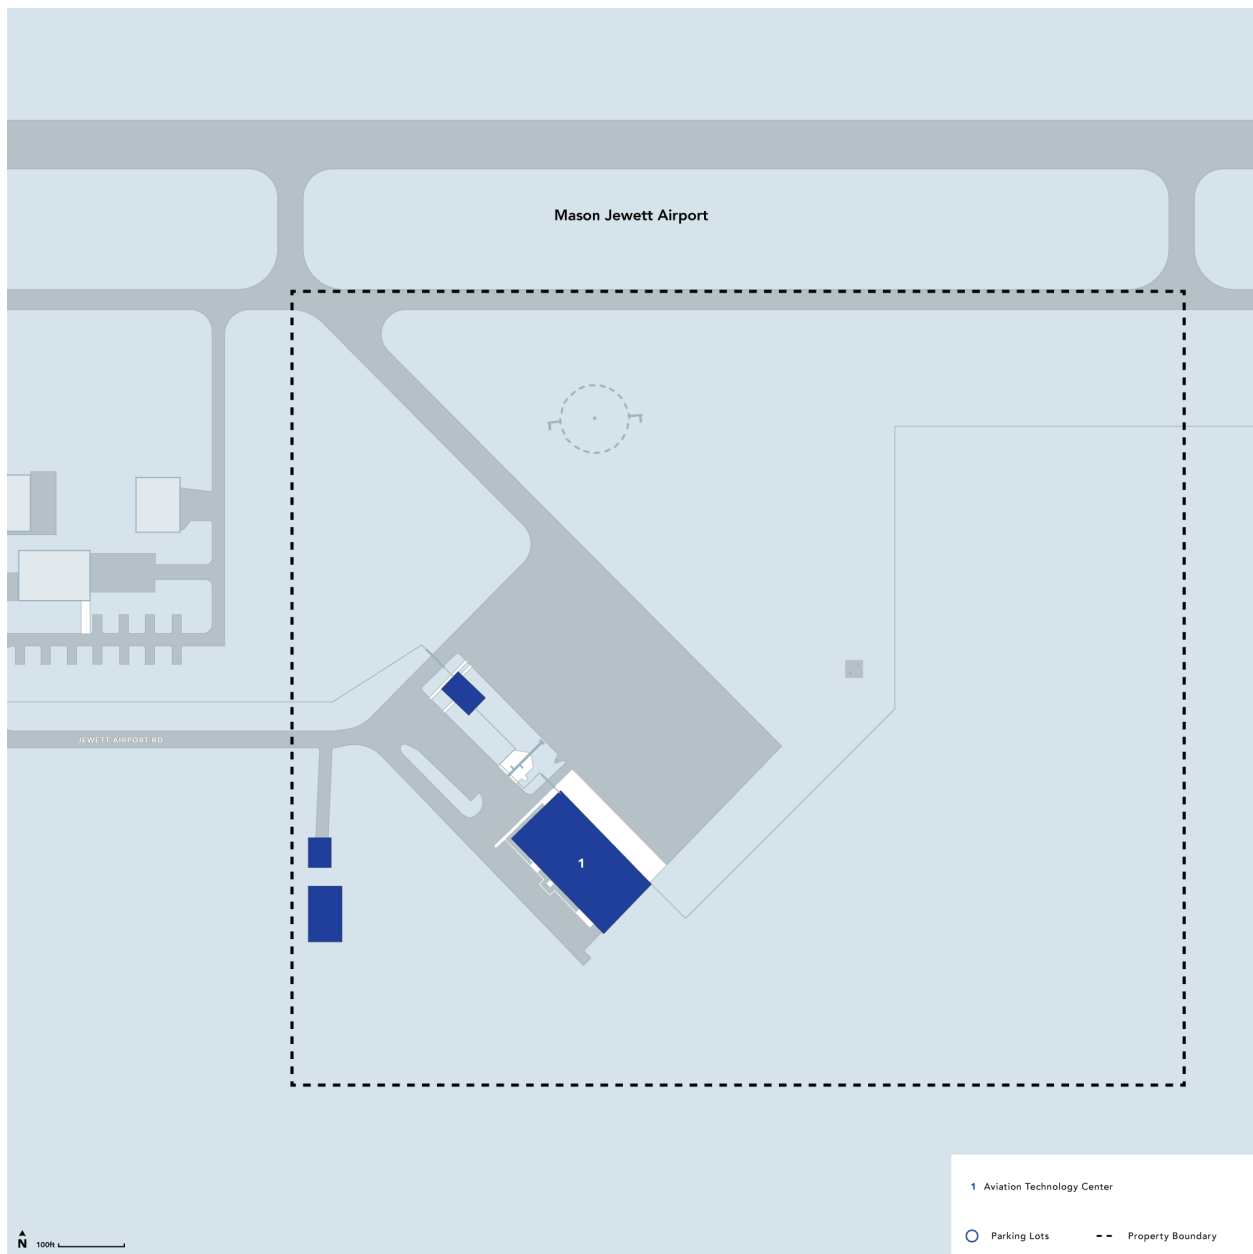 Mason Jewett Airport
JEWETT AIRPORT RD
1
1 Aviation Technology Center
Parking Lots
Property Boundary
N 100ft